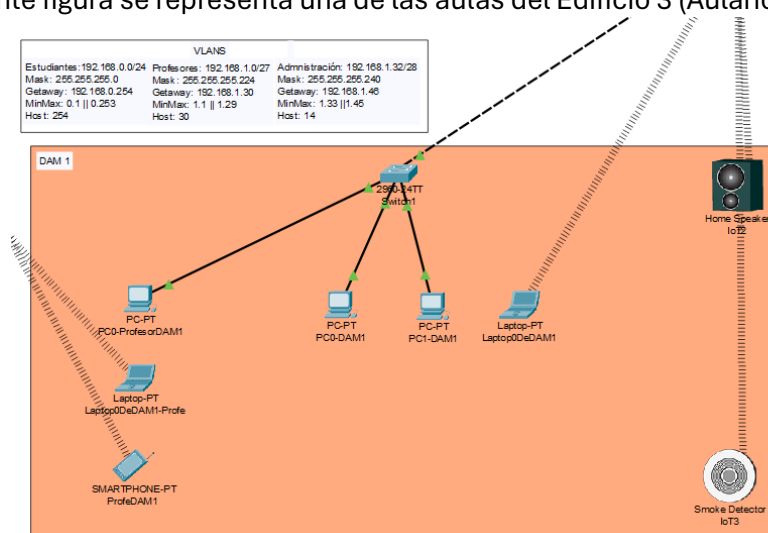 nte figura se representa una de las aulas del Edificio 3 (Aulario
VLANS
Estudiantes:192.168.0.0/24 Profesores: 192.168.1.0/27 Admnistración: 192.168.1.32/28
Mask: 255.255.255.0 Mask: 255.255.255.224 Mask: 255.255.255.240
Getaway: 192.168.0.254 Getaway: 192.168.1.30 Getaway: 192.168.1.46
MinMax: 0.1 || 0.253 MinMax: 1.1 || 1.29 MinMax: 1.33 ||1.45
Host: 254 Host: 30 Host: 14
DAM 1
2960-24TT
Switch1
Home Speaker
IoT2
PC-PT
PC0-ProfesorDAM1
PC-PT
PC0-DAM1
PC-PT
PC1-DAM1
Laptop-PT
Laptop0DeDAM1
Laptop-PT
Laptop0DeDAM1-Profe
SMARTPHONE-PT
ProfeDAM1
Smoke Detector
IoT3